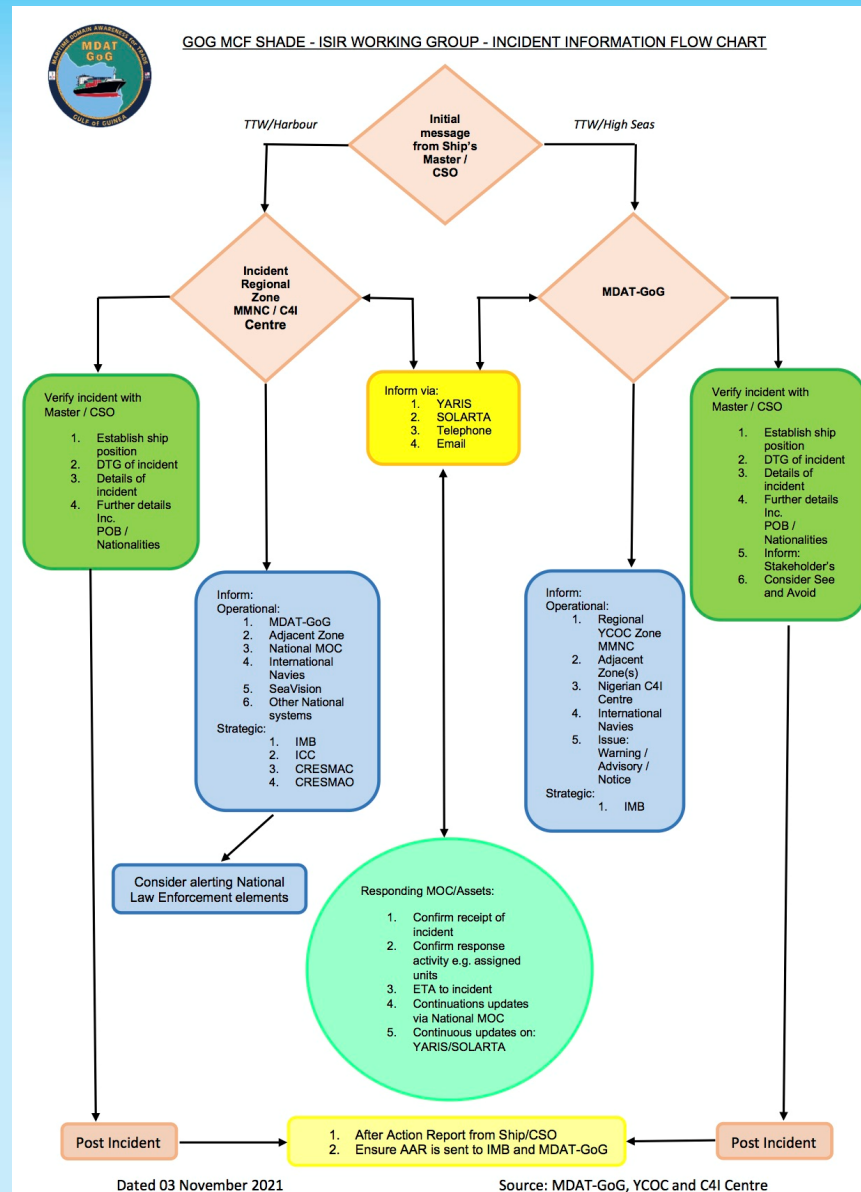 MARITIME DOMAIN AWARENESS FOR TRADE
MDAT
GoG
GULF OF GUINEA
GOG MCF SHADE - ISIR WORKING GROUP - INCIDENT INFORMATION FLOW CHART
TTW/Harbour
TTW/High Seas
Initial
message
from Ship's
Master /
CSO
Incident
Regional
Zone
MMNC / C4I
Centre
MDAT-GoG
Verify incident with
Master / CSO
1. Establish ship
position
2. DTG of incident
3. Details of
incident
4. Further details
Inc.
POB /
Nationalities
Inform via:
1. YARIS
2. SOLARTA
3. Telephone
4. Email
Verify incident with
Master / CSO
1. Establish ship
position
2. DTG of incident
3. Details of
incident
4. Further details
Inc.
POB /
Nationalities
5. Inform:
Stakeholder's
6. Consider See
and Avoid
Inform:
Operational:
1. MDAT-GoG
2. Adjacent Zone
3. National MOC
4. International
Navies
5. SeaVision
6. Other National
systems
Strategic:
1. IMB
2. ICC
3. CRESMAC
4. CRESMAO
Inform:
Operational:
1. Regional
YCOC Zone
MMNC
2. Adjacent
Zone(s)
3. Nigerian C4I
Centre
4. International
Navies
5. Issue:
Warning /
Advisory /
Notice
Strategic:
1. IMB
Consider alerting National
Law Enforcement elements
Responding MOC/Assets:
1. Confirm receipt of
incident
2. Confirm response
activity e.g. assigned
units
3. ETA to incident
4. Continuations updates
via National MOC
5. Continuous updates on:
YARIS/SOLARTA
Post Incident
1. After Action Report from Ship/CSO
2. Ensure AAR is sent to IMB and MDAT-GoG
Post Incident
Dated 03 November 2021
Source: MDAT-GoG, YCOC and C4I Centre